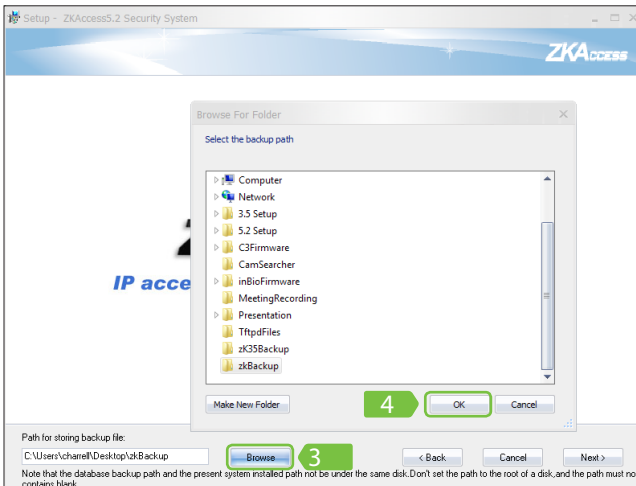 Setup - ZKAccess5.2 Security System
ZKAccess
Browse For Folder
Select the backup path
Computer
Network
3.5 Setup
5.2 Setup
C3Firmware
CamSearcher
inBioFirmware
MeetingRecording
Presentation
TftpdFiles
zK35Backup
zkBackup
IP acce
Make New Folder
4
OK
Cancel
Path for storing backup file:
C:\Users\charrell\Desktop\zkBackup
Browse
3
< Back
Cancel
Next >
Note that the database backup path and the present system installed path not be under the same disk.Don't set the path to the root of a disk,and the path must no
contains blank